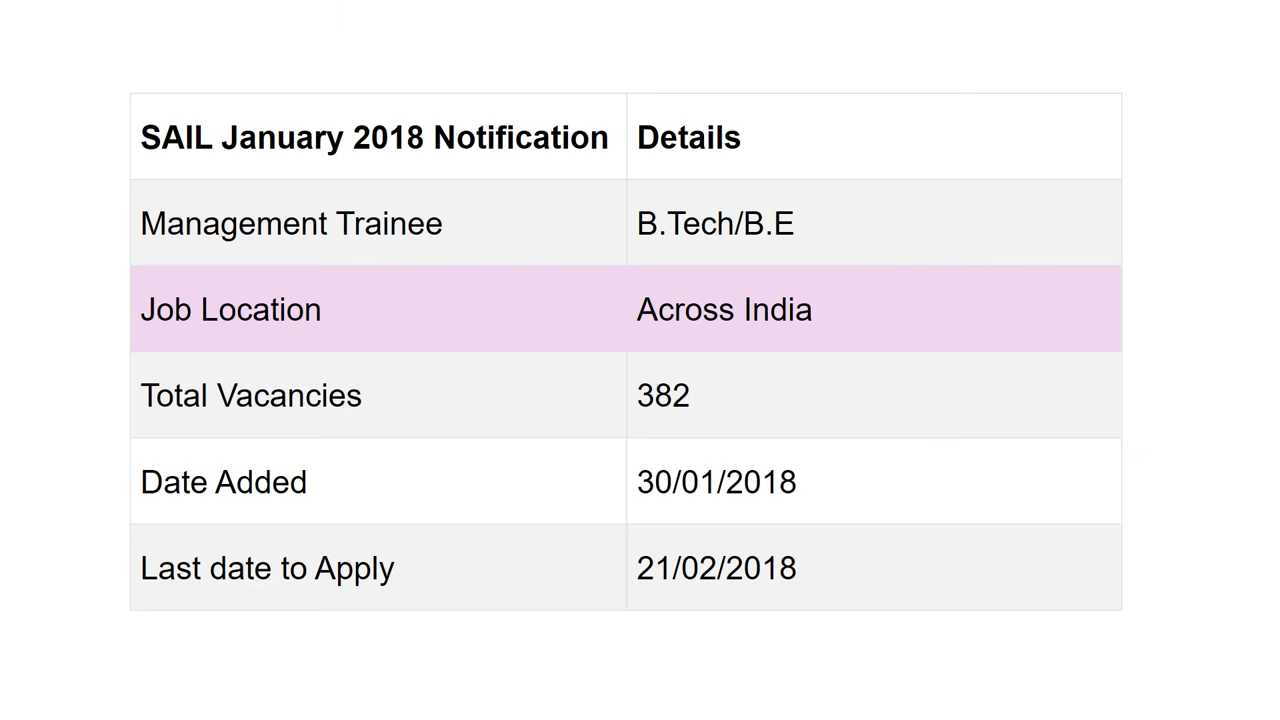 SAIL January 2018 Notification Details
Management Trainee B.Tech/B.E
Job Location Across India
Total Vacancies 382
Date Added 30/01/2018
Last date to Apply 21/02/2018